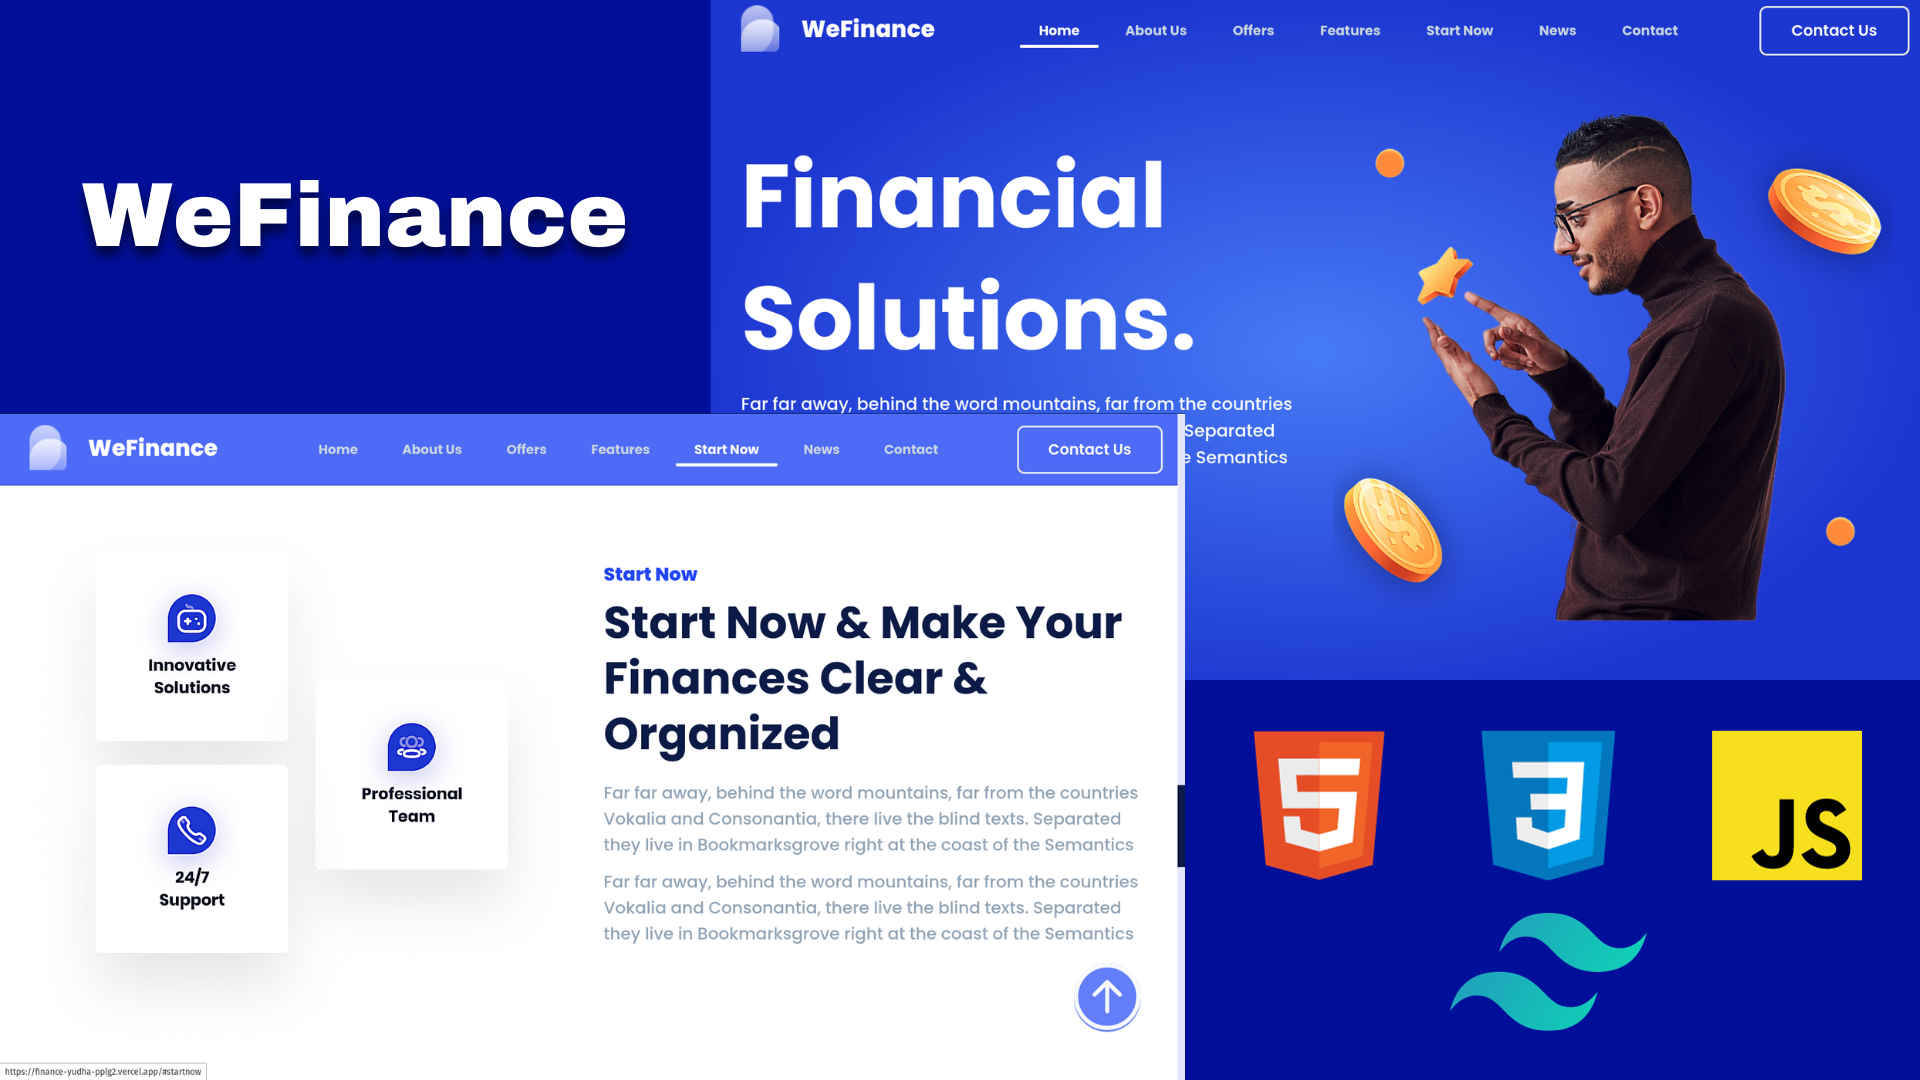 WeFinance
WeFinance
Home
About Us
Offers
Features
Start Now
News
Contact
Contact Us
Financial
Solutions.
Far far away, behind the word mountains, far from the countries
Separated
e Semantics
WeFinance
Home
About Us
Offers
Features
Start Now
News
Contact
Contact Us
Innovative
Solutions
Professional
Team
24/7
Support
Start Now
Start Now & Make Your
Finances Clear &
Organized
Far far away, behind the word mountains, far from the countries
Vokalia and Consonantia, there live the blind texts. Separated
they live in Bookmarksgrove right at the coast of the Semantics
Far far away, behind the word mountains, far from the countries
Vokalia and Consonantia, there live the blind texts. Separated
they live in Bookmarksgrove right at the coast of the Semantics
5
3
JS
https://finance-yudha-pplg2.vercel.app/#startnow